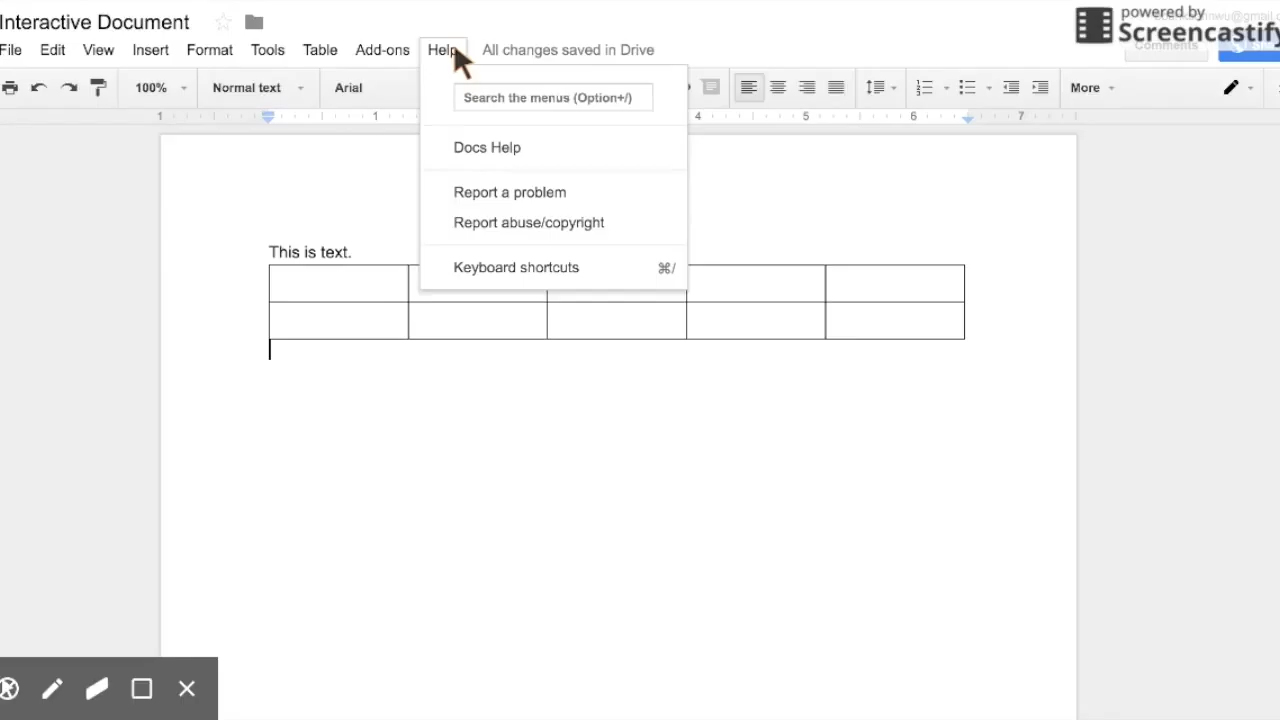 Interactive Document
powered by
Screencastify
File Edit View Insert Format Tools Table Add-ons Help All changes saved in Drive
Comments
100% Normal text Arial More
Search the menus (Option+/)
1 1 4 5 6 7
Docs Help
Report a problem
Report abuse/copyright
Keyboard shortcuts ⌘/
This is text.